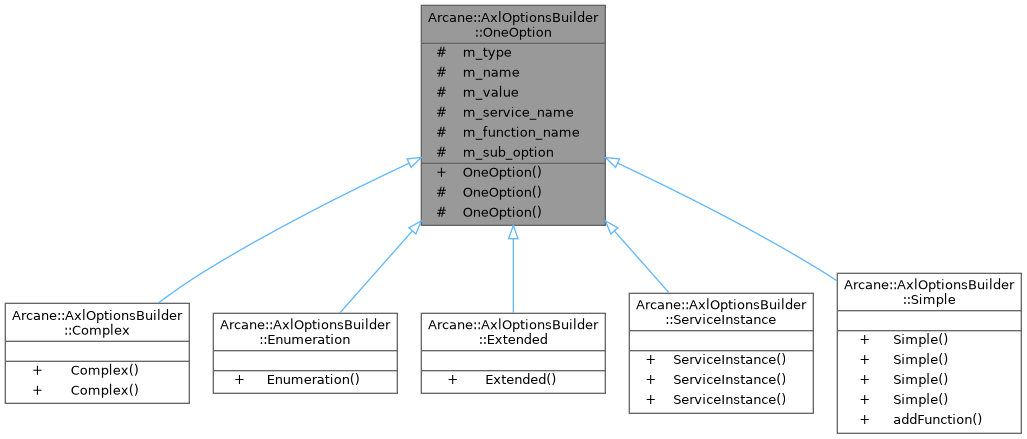 Arcane::AxlOptionsBuilder
::OneOption
# m_type
# m_name
# m_value
# m_service_name
# m_function_name
# m_sub_option
+ OneOption()
# OneOption()
# OneOption()
Arcane::AxlOptionsBuilder
::Complex
+ Complex()
+ Complex()
Arcane::AxlOptionsBuilder
::Enumeration
+ Enumeration()
Arcane::AxlOptionsBuilder
::Extended
+ Extended()
Arcane::AxlOptionsBuilder
::ServiceInstance
+ ServiceInstance()
+ ServiceInstance()
+ ServiceInstance()
Arcane::AxlOptionsBuilder
::Simple
+ Simple()
+ Simple()
+ Simple()
+ Simple()
+ addFunction()